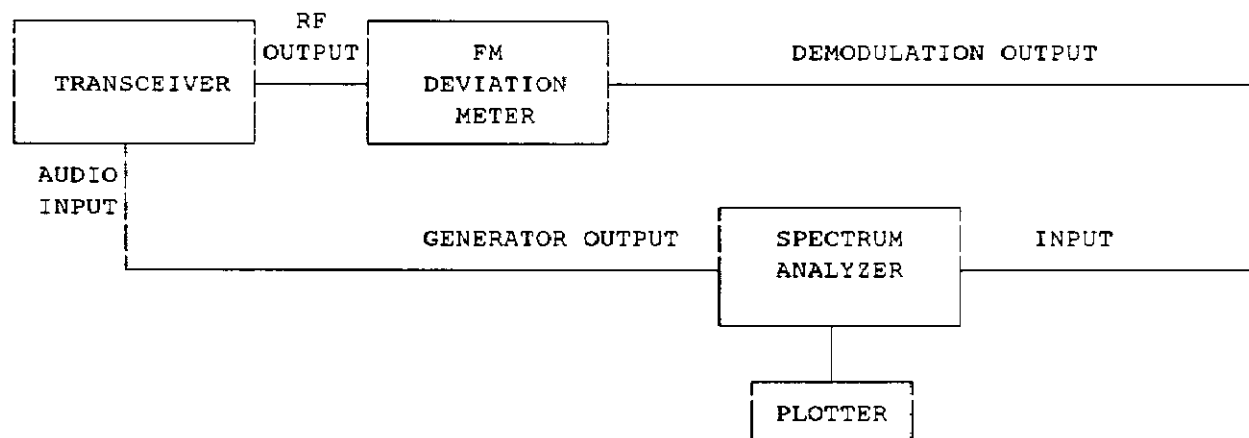 RF
OUTPUT
TRANSCEIVER
FM
DEVIATION
METER
DEMODULATION OUTPUT
AUDIO
INPUT
GENERATOR OUTPUT
SPECTRUM
ANALYZER
INPUT
PLOTTER